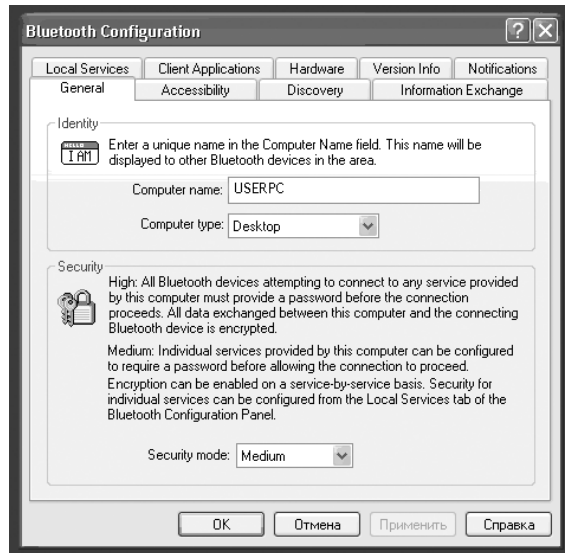 Bluetooth Configuration
Local Services Client Applications Hardware Version Info Notifications
General Accessibility Discovery Information Exchange
Identity
HELLO
I AM
Enter a unique name in the Computer Name field. This name will be
displayed to other Bluetooth devices in the area.
Computer name: USERPC
Computer type: Desktop
Security
High: All Bluetooth devices attempting to connect to any service provided
by this computer must provide a password before the connection
proceeds. All data exchanged between this computer and the connecting
Bluetooth device is encrypted.
Medium: Individual services provided by this computer can be configured
to require a password before allowing the connection to proceed.
Encryption can be enabled on a service-by-service basis. Security for
individual services can be configured from the Local Services tab of the
Bluetooth Configuration Panel.
Security mode: Medium
OK Отмена Применить Справка